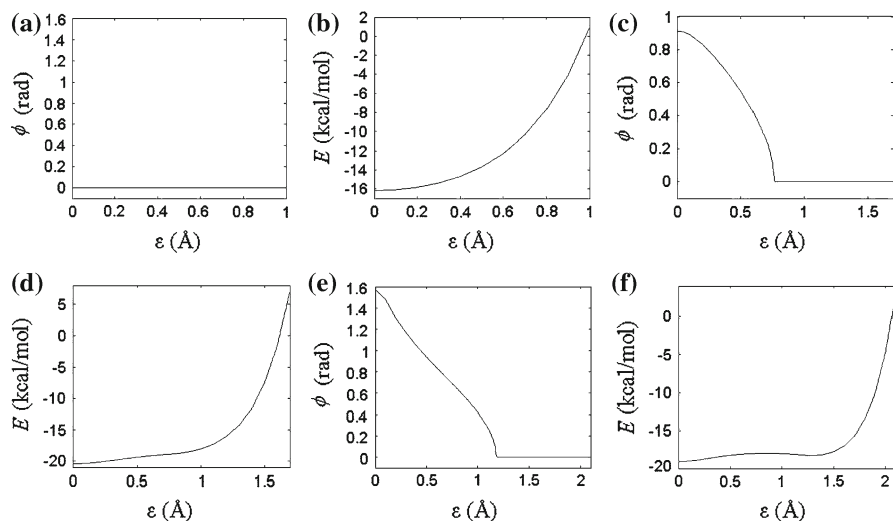 (a)
1.6
1.4
1.2
1
0.8
0.6
0.4
0.2
0
ϕ (rad)
0 0.2 0.4 0.6 0.8 1
ε (Å)
(b)
2
0
-2
-4
-6
-8
-10
-12
-14
-16
E (kcal/mol)
0 0.2 0.4 0.6 0.8 1
ε (Å)
(c)
1
0.8
0.6
0.4
0.2
0
ϕ (rad)
0 0.5 1 1.5
ε (Å)
(d)
5
0
-5
-10
-15
-20
E (kcal/mol)
0 0.5 1 1.5
ε (Å)
(e)
1.6
1.4
1.2
1
0.8
0.6
0.4
0.2
0
ϕ (rad)
0 0.5 1 1.5 2
ε (Å)
(f)
0
-5
-10
-15
-20
E (kcal/mol)
0 0.5 1 1.5 2
ε (Å)